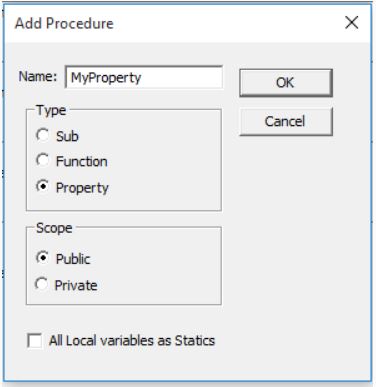 Add Procedure
Name: MyProperty
OK
Type
Cancel
Sub
Function
Property
Scope
Public
Private
All Local variables as Statics